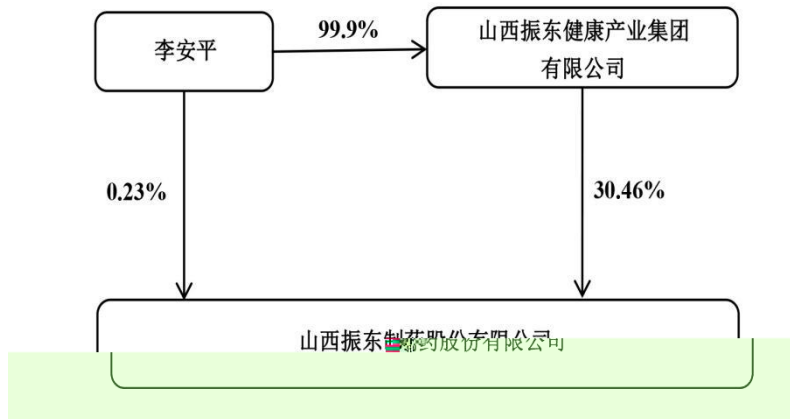 李安平
99.9%
山西振东健康产业集团
有限公司
0.23%
30.46%
山西振东制药股份有限公司